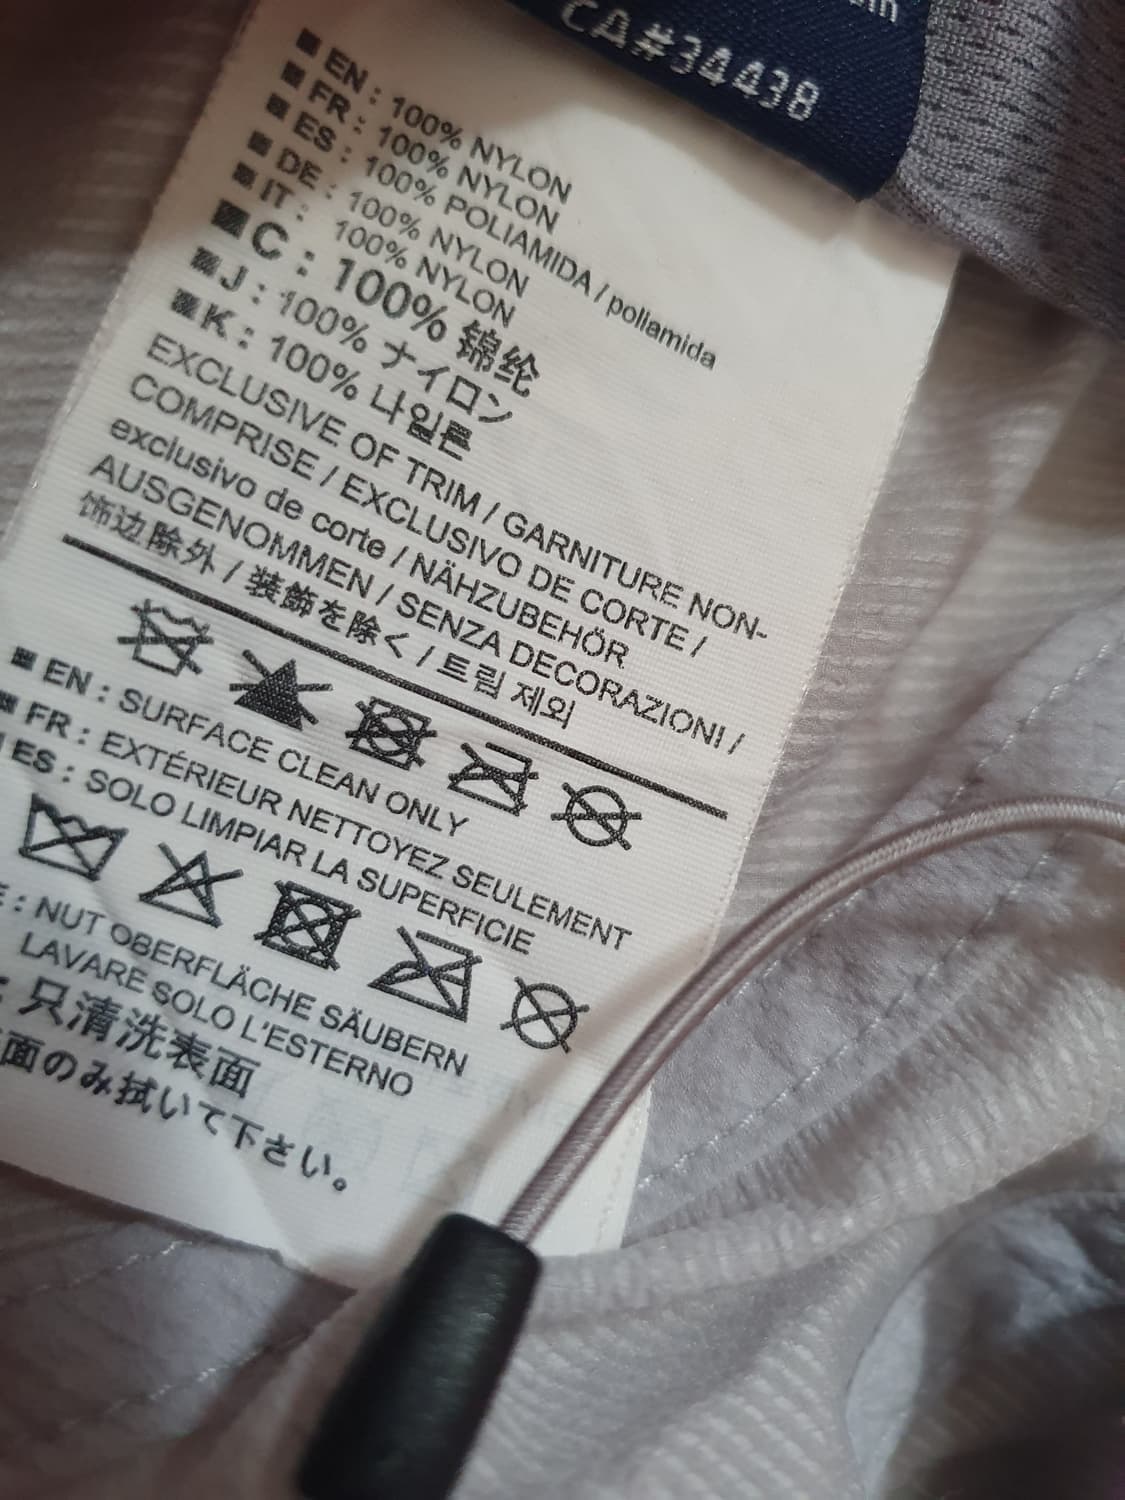 CA#34438
EN : 100% NYLON
FR : 100% NYLON
ES : 100% POLIAMIDA / poliamida
DE : 100% NYLON
IT : 100% NYLON
C : 100% 锦纶
J : 100% ナイロン
K : 100% 나일론
EXCLUSIVE OF TRIM / GARNITURE NON-
COMPRISE / EXCLUSIVO DE CORTE /
exclusivo de corte / NÄHZUBEHÖR
AUSGENOMMEN / SENZA DECORAZIONI /
饰边除外 / 装飾を除く / 트림 제외
EN : SURFACE CLEAN ONLY
FR : EXTÉRIEUR NETTOYEZ SEULEMENT
ES : SOLO LIMPIAR LA SUPERFICIE
: NUT OBERFLÄCHE SÄUBERN
LAVARE SOLO L'ESTERNO
: 只清洗表面
面のみ拭いて下さい。